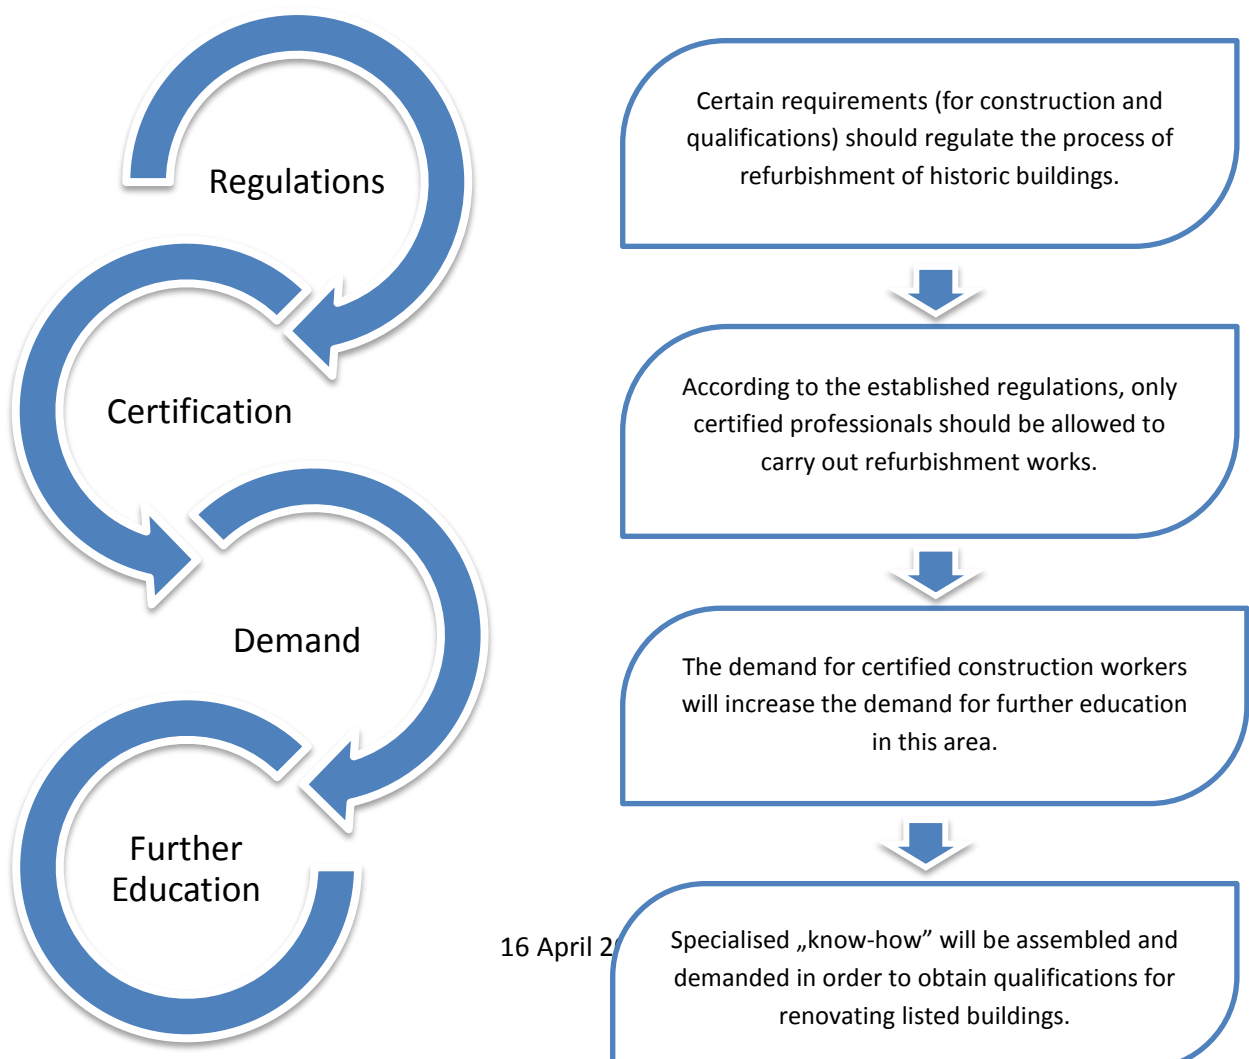 Regulations
Certain requirements (for construction and
qualifications) should regulate the process of
refurbishment of historic buildings.
Certification
According to the established regulations, only
certified professionals should be allowed to
carry out refurbishment works.
Demand
The demand for certified construction workers
will increase the demand for further education
in this area.
Further
Education
16 April
Specialised „know-how” will be assembled and
demanded in order to obtain qualifications for
renovating listed buildings.